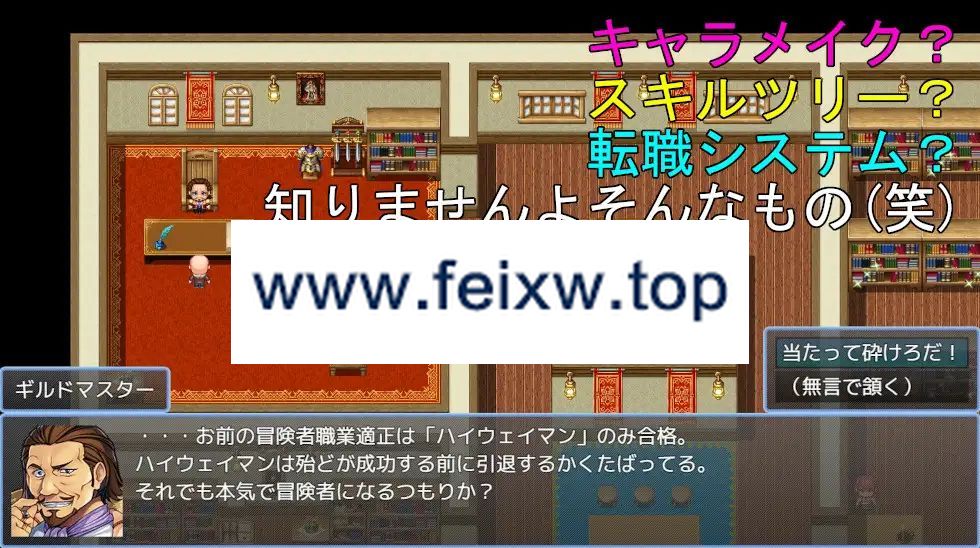 キャラメイク？
スキルツリー？
転職システム？
知りませんよそんなもの(笑)
www.feixw.top
当たって砕けろだ！
（無言で頷く）
ギルドマスター
・・・お前の冒険者職業適正は「ハイウェイマン」のみ合格。
ハイウェイマンは殆どが成功する前に引退するかくたばってる。
それでも本気で冒険者になるつもりか？